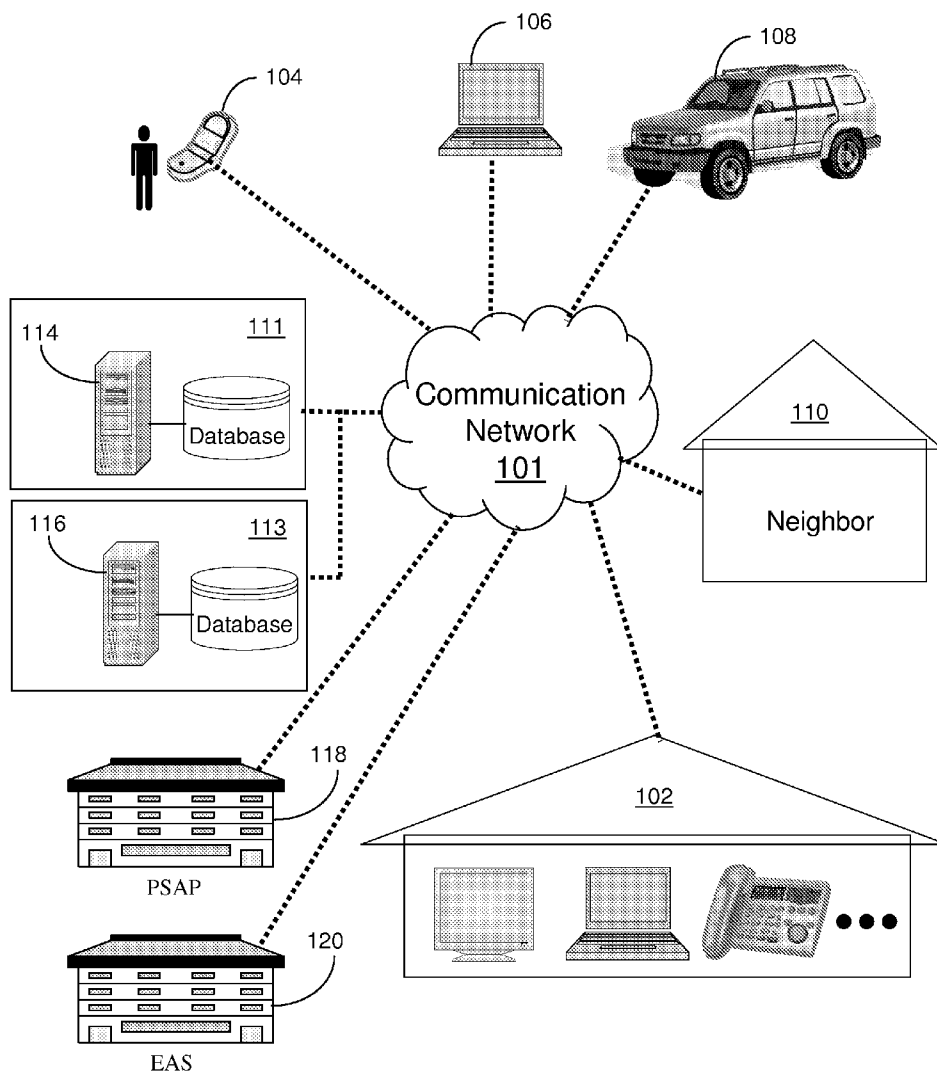 106
108
104
111
114
Database
Communication
Network
101
110
Neighbor
116
113
Database
118
PSAP
102
120
EAS